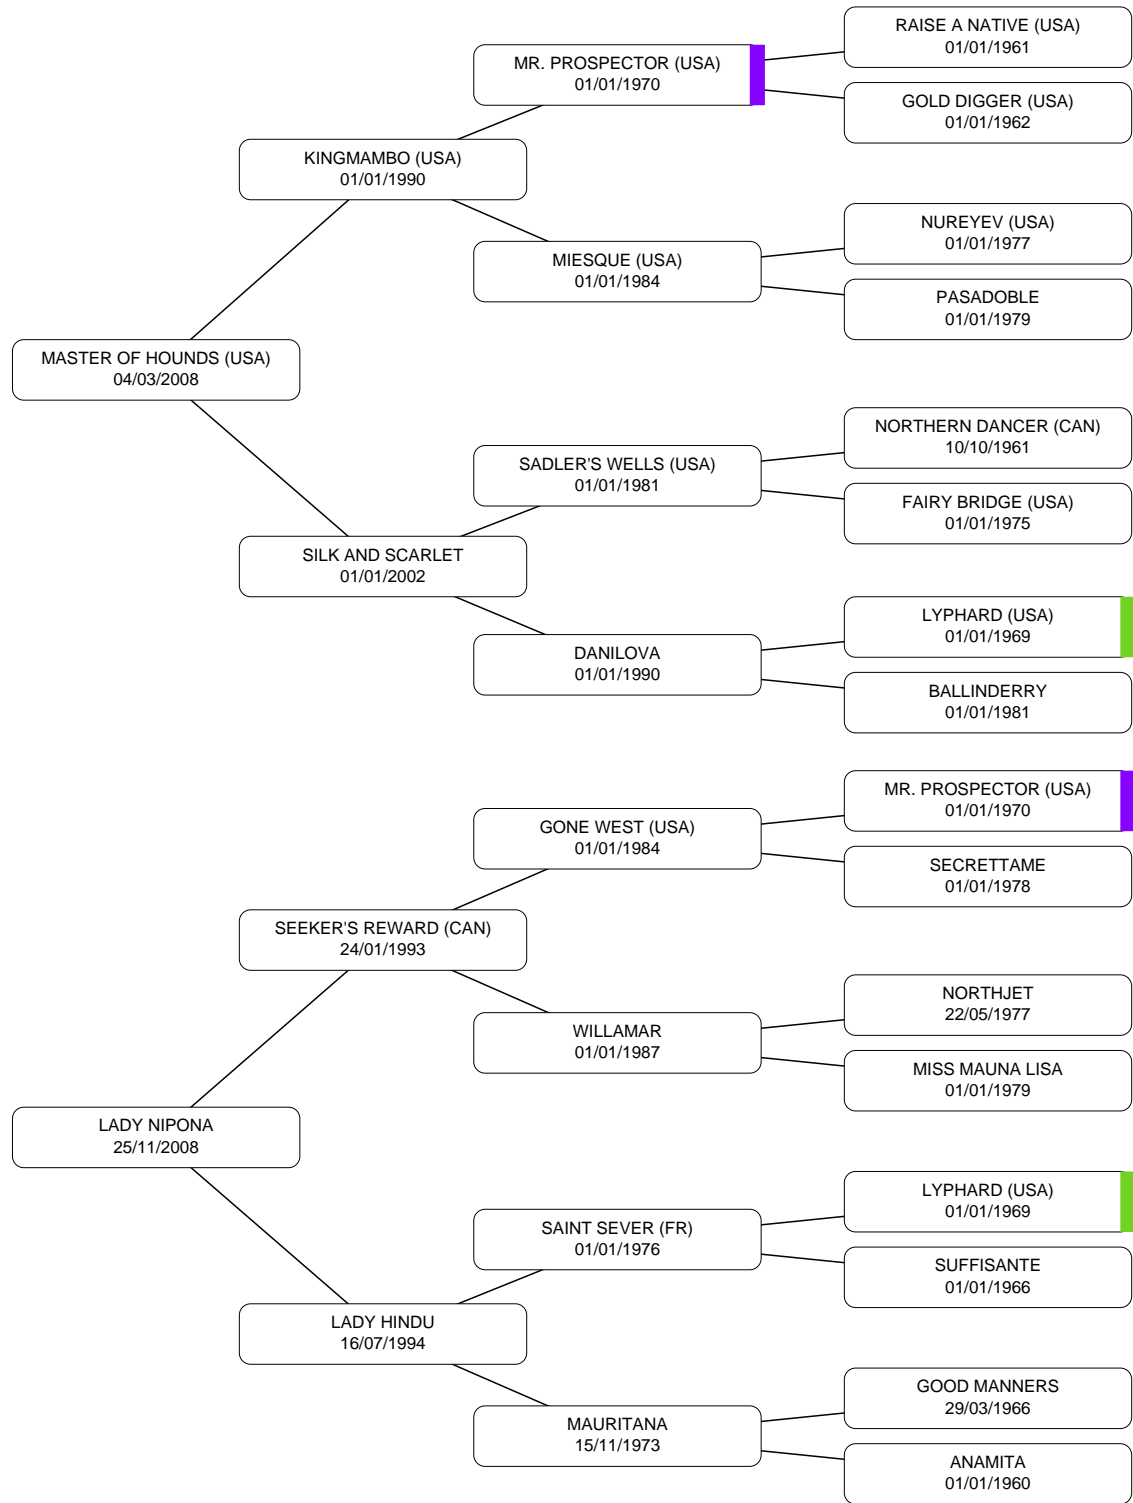 RAISE A NATIVE (USA)
01/01/1961
MR. PROSPECTOR (USA)
01/01/1970
GOLD DIGGER (USA)
01/01/1962
KINGMAMBO (USA)
01/01/1990
NUREYEV (USA)
01/01/1977
MIESQUE (USA)
01/01/1984
PASADOBLE
01/01/1979
MASTER OF HOUNDS (USA)
04/03/2008
NORTHERN DANCER (CAN)
10/10/1961
SADLER'S WELLS (USA)
01/01/1981
FAIRY BRIDGE (USA)
01/01/1975
SILK AND SCARLET
01/01/2002
LYPHARD (USA)
01/01/1969
DANILOVA
01/01/1990
BALLINDERRY
01/01/1981
MR. PROSPECTOR (USA)
01/01/1970
GONE WEST (USA)
01/01/1984
SECRETTAME
01/01/1978
SEEKER'S REWARD (CAN)
24/01/1993
NORTHJET
22/05/1977
WILLAMAR
01/01/1987
MISS MAUNA LISA
01/01/1979
LADY NIPONA
25/11/2008
LYPHARD (USA)
01/01/1969
SAINT SEVER (FR)
01/01/1976
SUFFISANTE
01/01/1966
LADY HINDU
16/07/1994
GOOD MANNERS
29/03/1966
MAURITANA
15/11/1973
ANAMITA
01/01/1960